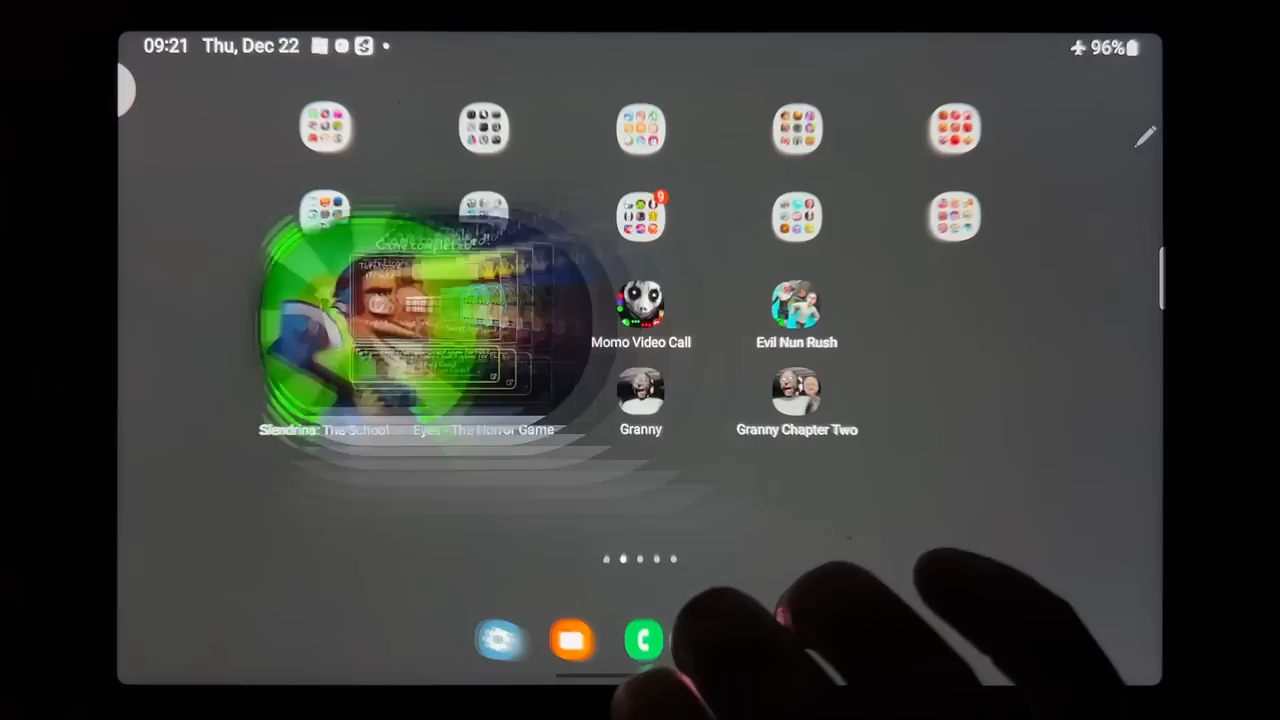 09:21 Thu, Dec 22
96%
9
Momo Video Call
Evil Nun Rush
Slendrina: The School
Eyes - The Horror Game
Granny
Granny Chapter Two